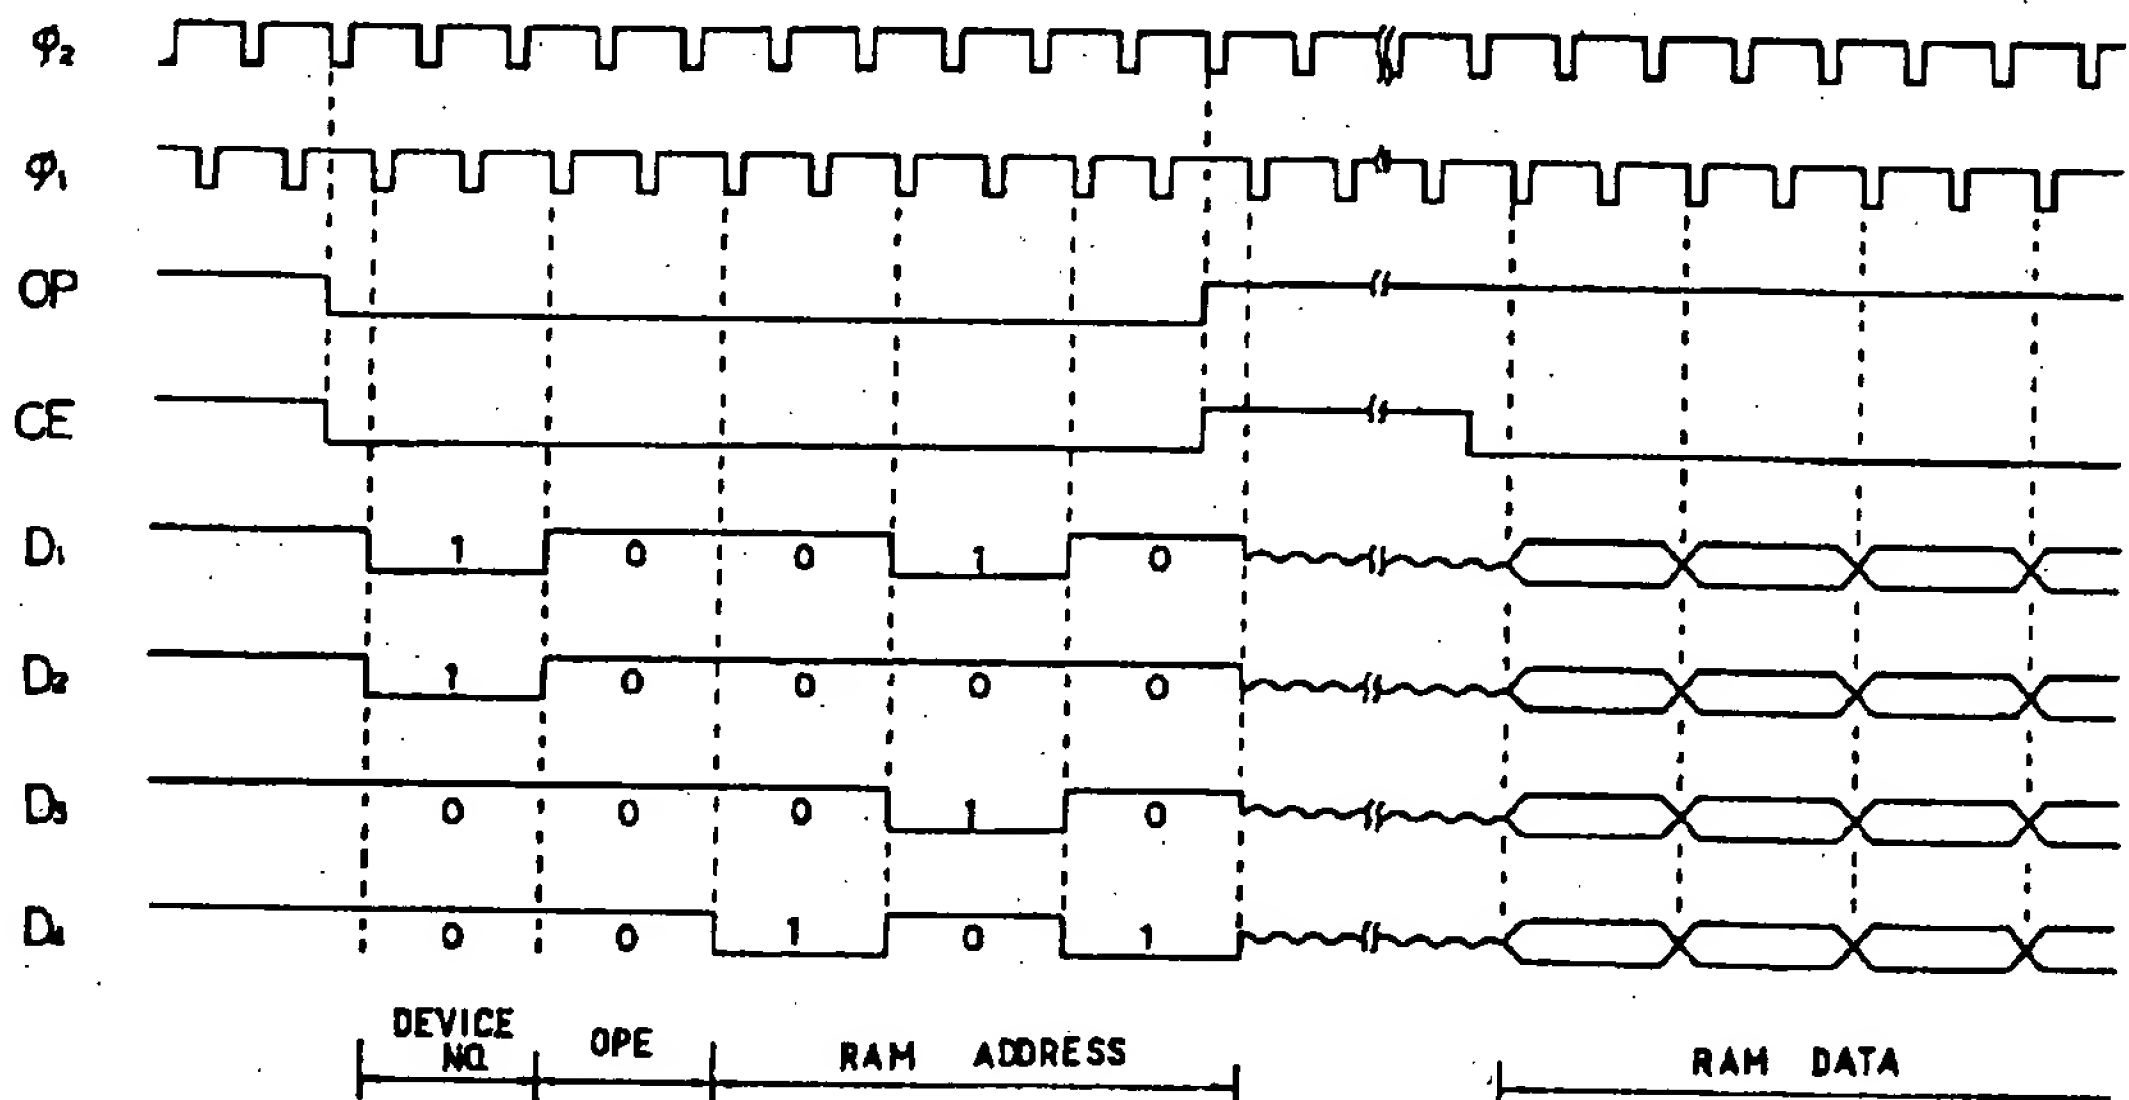 φ₂
φ₁
OP
CE
D₁ 1 0 0 1 0
D₂ 1 0 0 0 0
D₃ 0 0 0 1 0
D₄ 0 0 1 0 1
DEVICE NO. OPE RAM ADDRESS RAM DATA